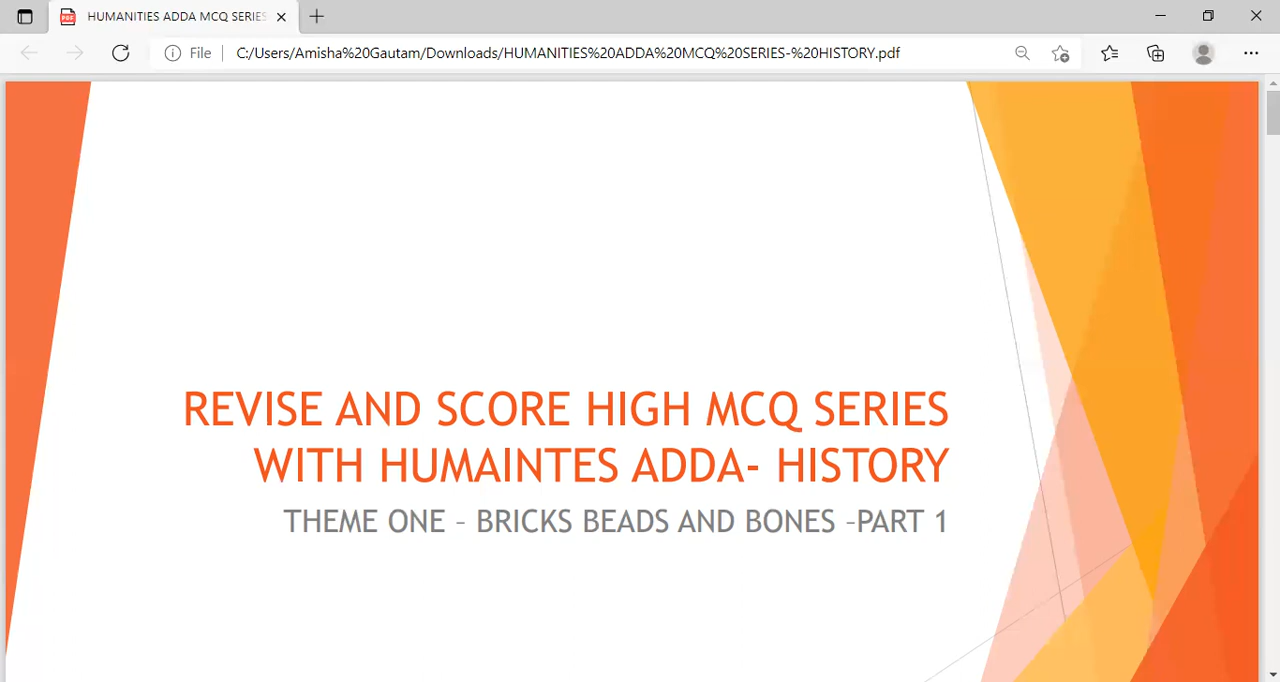 HUMANITIES ADDA MCQ SERIES
File
C:/Users/Amisha%20Gautam/Downloads/HUMANITIES%20ADDA%20MCQ%20SERIES-%20HISTORY.pdf
REVISE AND SCORE HIGH MCQ SERIES
WITH HUMAINTES ADDA- HISTORY
THEME ONE – BRICKS BEADS AND BONES –PART 1